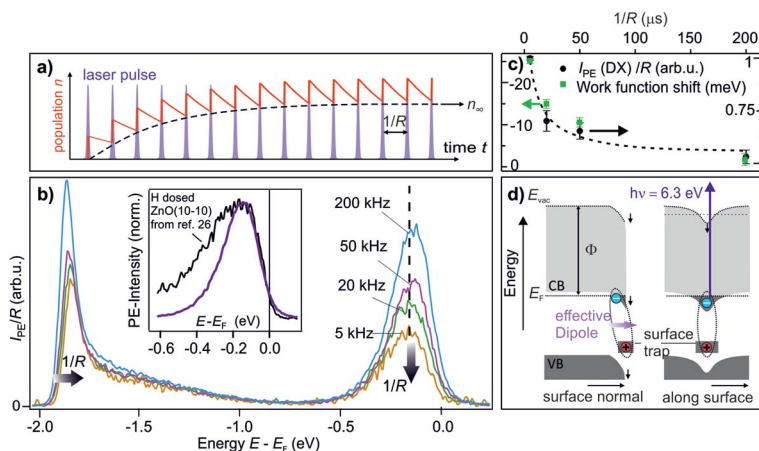 a)
laser pulse
population n
n∞
1/R
time t
1/R (µs)
0 50 100 150 200
c)
-20
-10
0
1
0.75
I_PE (DX) /R (arb.u.)
Work function shift (meV)
b)
I_PE/R (arb.u.)
0
H dosed
ZnO(10-10)
from ref. 26
PE-Intensity (norm.)
-0.6 -0.4 -0.2 0.0
E-E_F (eV)
200 kHz
50 kHz
20 kHz
5 kHz
1/R
1/R
-2.0 -1.5 -1.0 -0.5 0.0
Energy E - E_F (eV)
d)
hν = 6.3 eV
E_vac
Energy
Φ
CB
E_F
effective
Dipole
surface
trap
VB
surface normal
along surface